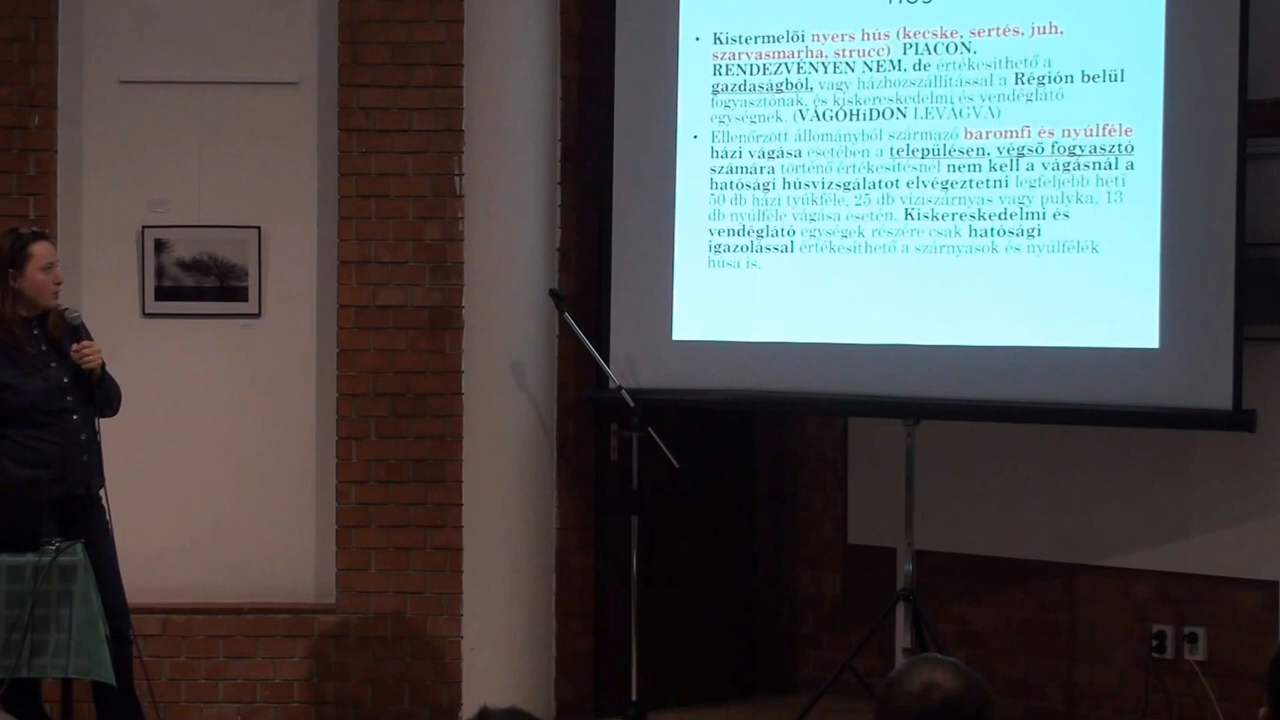 • Kistermelői nyers hús (kecske, sertés, juh,
szarvasmarha, strucc) PIACON,
RENDEZVÉNYEN NEM, de értékesíthető a
gazdaságból, vagy házhozszállítással a Régión belül
fogyasztónak, és kiskereskedelmi és vendéglátó
egységnek. (VÁGÓHíDON LEVÁGVA)
• Ellenőrzött állományból származó baromfi és nyúlféle
házi vágása esetében a településen, végső fogyasztó
számára történő értékesítésnél nem kell a vágásnál a
hatósági húsvizsgálatot elvégeztetni legfeljebb heti
50 db házi tyúkféle, 25 db víziszárnyas vagy pulyka, 13
db nyúlféle vágása esetén. Kiskereskedelmi és
vendéglátó egységek részére csak hatósági
igazolással értékesíthető a szárnyasok és nyúlfélék
húsa is.